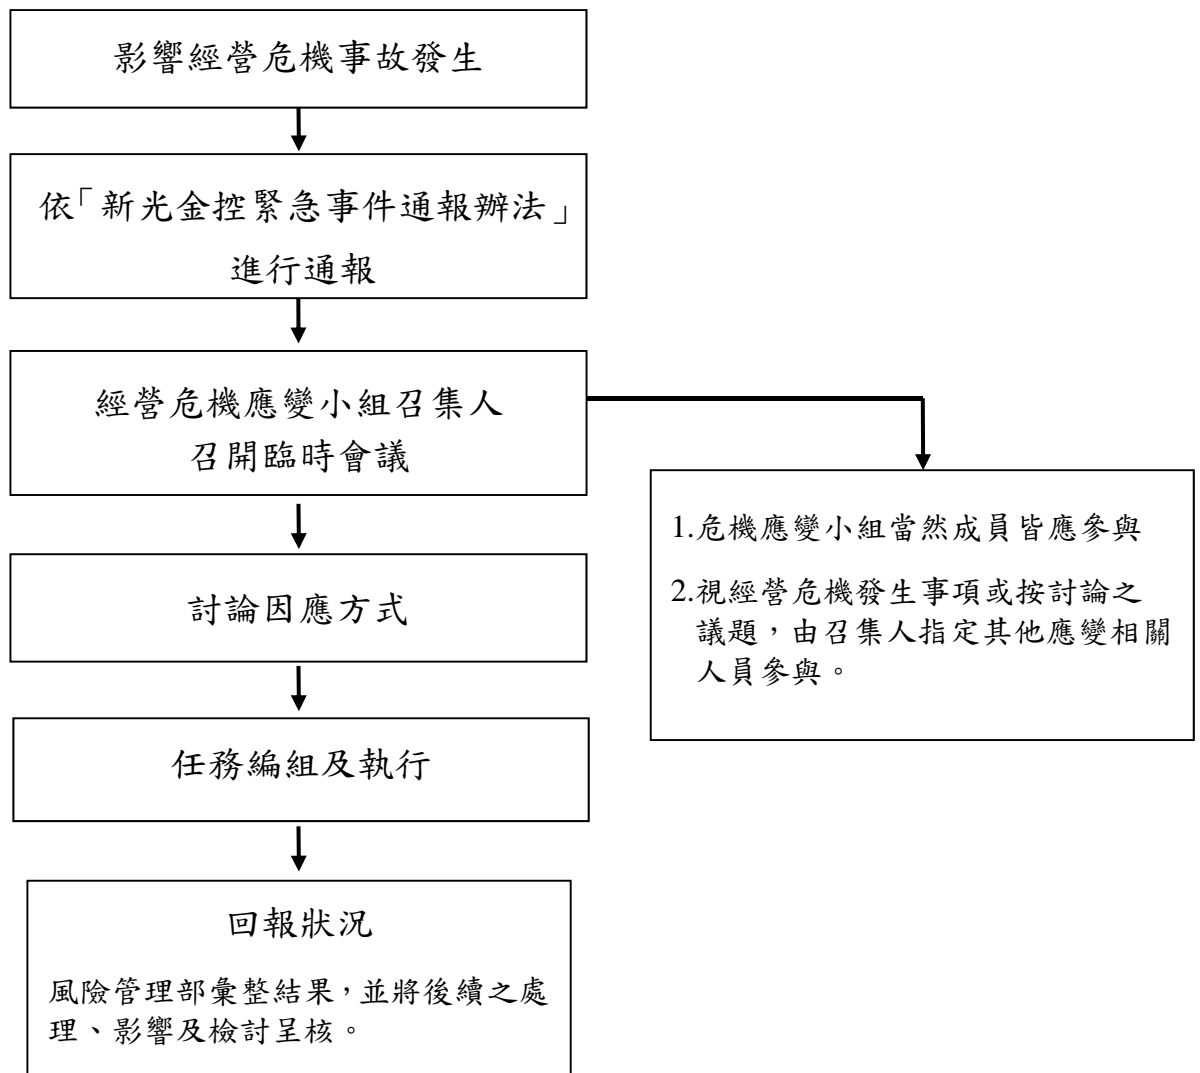 影響經營危機事故發生
依「新光金控緊急事件通報辦法」
進行通報
經營危機應變小組召集人
召開臨時會議
1.危機應變小組當然成員皆應參與
2.視經營危機發生事項或按討論之
議題，由召集人指定其他應變相關
人員參與。
討論因應方式
任務編組及執行
回報狀況
風險管理部彙整結果，並將後續之處
理、影響及檢討呈核。